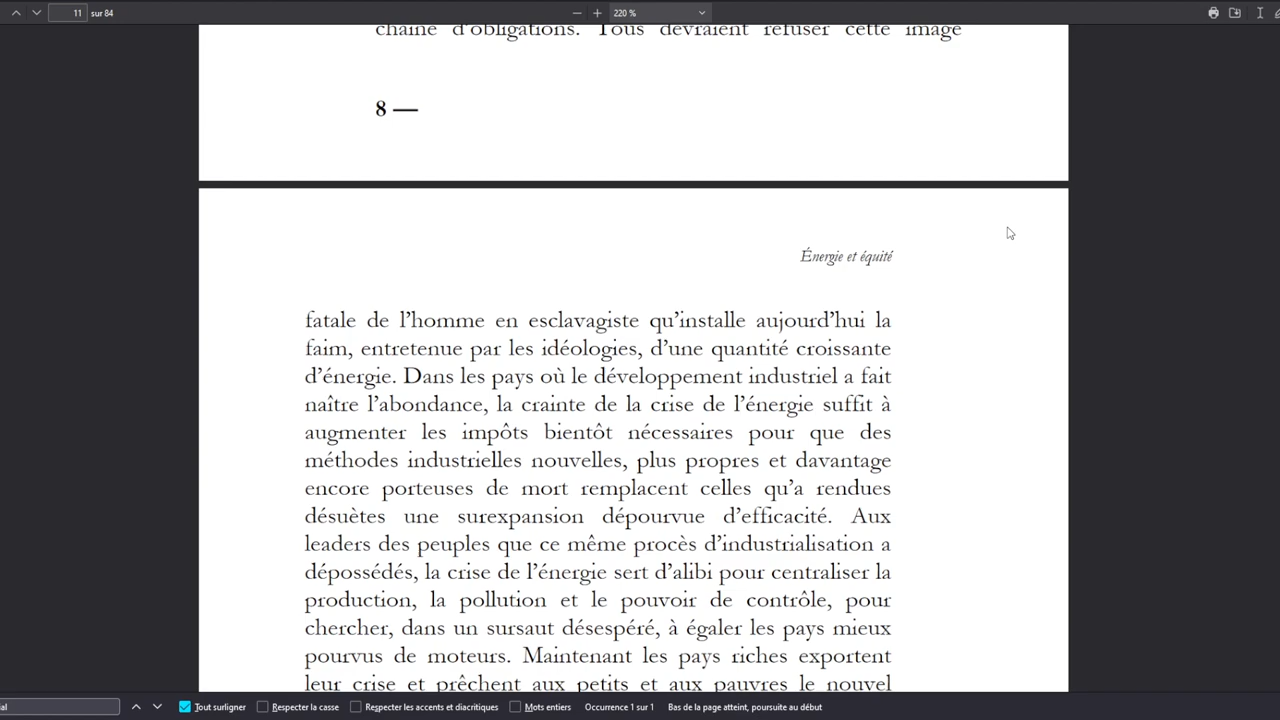 11 sur 84
220 %
chaîne d'obligations. Tous devraient refuser cette image
8 —
Énergie et équité
fatale de l'homme en esclavagiste qu'installe aujourd'hui la
faim, entretenue par les idéologies, d'une quantité croissante
d'énergie. Dans les pays où le développement industriel a fait
naître l'abondance, la crainte de la crise de l'énergie suffit à
augmenter les impôts bientôt nécessaires pour que des
méthodes industrielles nouvelles, plus propres et davantage
encore porteuses de mort remplacent celles qu'a rendues
désuètes une surexpansion dépourvue d'efficacité. Aux
leaders des peuples que ce même procès d'industrialisation a
dépossédés, la crise de l'énergie sert d'alibi pour centraliser la
production, la pollution et le pouvoir de contrôle, pour
chercher, dans un sursaut désespéré, à égaler les pays mieux
pourvus de moteurs. Maintenant les pays riches exportent
leur crise et prêchent aux petits et aux pauvres le nouvel
ial Tout surligner Respecter la casse Respecter les accents et diacritiques Mots entiers Occurrence 1 sur 1 Bas de la page atteint, poursuite au début